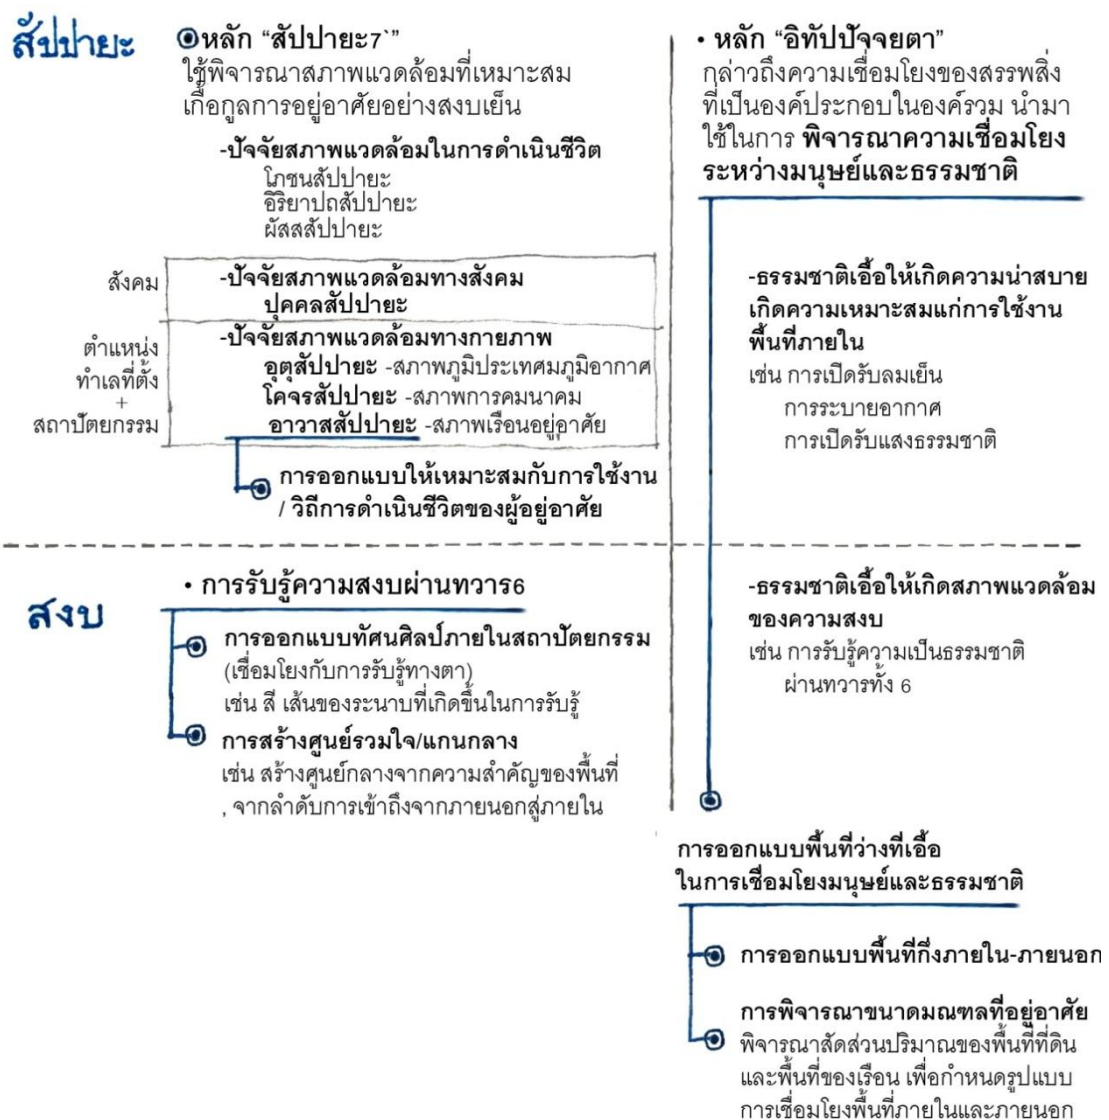 สัปปายะ
หลัก “สัปปายะ7`”
ใช้พิจารณาสภาพแวดล้อมที่เหมาะสม
เกื้อกูลการอยู่อาศัยอย่างสงบเย็น
-ปัจจัยสภาพแวดล้อมในการดำเนินชีวิต
โภชนสัปปายะ
อิริยาปถสัปปายะ
ผัสสสัปปายะ
สังคม
-ปัจจัยสภาพแวดล้อมทางสังคม
ปุคคลสัปปายะ
ตำแหน่ง
ทำเลที่ตั้ง
+
สถาปัตยกรรม
-ปัจจัยสภาพแวดล้อมทางกายภาพ
อุตุสัปปายะ -สภาพภูมิประเทศมภูมิอากาศ
โคจรสัปปายะ -สภาพการคมนาคม
อาวาสสัปปายะ -สภาพเรือนอยู่อาศัย
การออกแบบให้เหมาะสมกับการใช้งาน
/ วิถีการดำเนินชีวิตของผู้อยู่อาศัย
• หลัก “อิทัปปัจจยตา”
กล่าวถึงความเชื่อมโยงของสรรพสิ่ง
ที่เป็นองค์ประกอบในองค์รวม นำมา
ใช้ในการ พิจารณาความเชื่อมโยง
ระหว่างมนุษย์และธรรมชาติ
-ธรรมชาติเอื้อให้เกิดความน่าสบาย
เกิดความเหมาะสมแก่การใช้งาน
พื้นที่ภายใน
เช่น การเปิดรับลมเย็น
การระบายอากาศ
การเปิดรับแสงธรรมชาติ
สงบ
• การรับรู้ความสงบผ่านทวาร6
การออกแบบทัศนศิลป์ภายในสถาปัตยกรรม
(เชื่อมโยงกับการรับรู้ทางตา)
เช่น สี เส้นของระนาบที่เกิดขึ้นในการรับรู้
การสร้างศูนย์รวมใจ/แกนกลาง
เช่น สร้างศูนย์กลางจากความสำคัญของพื้นที่
, จากลำดับการเข้าถึงจากภายนอกสู่ภายใน
-ธรรมชาติเอื้อให้เกิดสภาพแวดล้อม
ของความสงบ
เช่น การรับรู้ความเป็นธรรมชาติ
ผ่านทวารทั้ง 6
การออกแบบพื้นที่ว่างที่เอื้อ
ในการเชื่อมโยงมนุษย์และธรรมชาติ
การออกแบบพื้นที่กึ่งภายใน-ภายนอก
การพิจารณาขนาดมณฑลที่อยู่อาศัย
พิจารณาสัดส่วนปริมาณของพื้นที่ที่ดิน
และพื้นที่ของเรือน เพื่อกำหนดรูปแบบ
การเชื่อมโยงพื้นที่ภายในและภายนอก